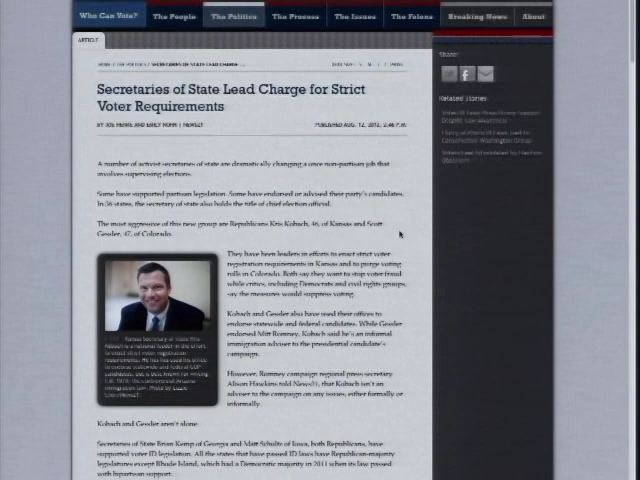 Who Can Vote? The People The Politics The Process The Issues The Felons Breaking News About
ARTICLE
Share:
Secretaries of State Lead Charge for Strict
Voter Requirements
BY JOE HENKE AND EMILY NOHR | NEWS21
PUBLISHED AUG. 12, 2012, 2:46 P.M.
Related Stories
A number of activist secretaries of state are dramatically changing a once non-partisan job that
involves supervising elections.
Some have supported partisan legislation. Some have endorsed or advised their party's candidates.
In 36 states, the secretary of state also holds the title of chief election official.
The most aggressive of this new group are Republicans Kris Kobach, 46, of Kansas and Scott
Gessler, 47, of Colorado.
They have been leaders in efforts to enact strict voter
registration requirements in Kansas and to purge voting
rolls in Colorado. Both say they want to stop voter fraud
while critics, including Democrats and civil rights groups,
say the measures would suppress voting.
Kobach and Gessler also have used their offices to
endorse statewide and federal candidates. While Gessler
endorsed Mitt Romney, Kobach said he's an informal
immigration adviser to the presidential candidate's
campaign.
However, Romney campaign regional press secretary
Alison Hawkins told News21, that Kobach isn't an
adviser to the campaign on any issues, either formally or
informally.
Kobach and Gessler aren't alone.
Secretaries of State Brian Kemp of Georgia and Matt Schultz of Iowa, both Republicans, have
supported voter ID legislation. All the states that have passed ID laws have Republican-majority
legislatures except Rhode Island, which had a Democratic majority in 2011 when its law passed
with bipartisan support.